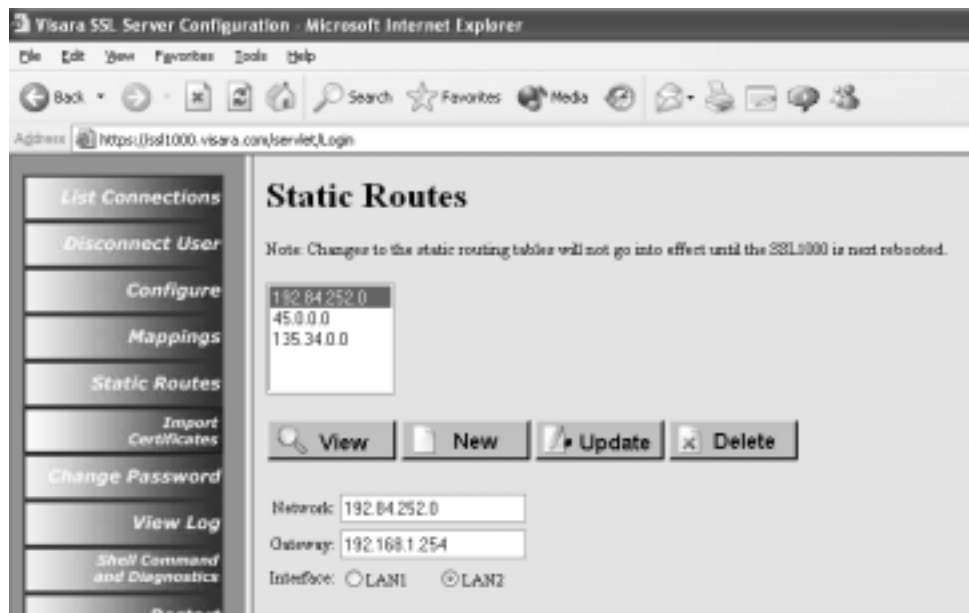 Visara SSL Server Configuration - Microsoft Internet Explorer
File Edit View Favorites Tools Help
Back Search Favorites Media
Address https://ssl1000.visara.com/servlet/Login
List Connections
Disconnect User
Configure
Mappings
Static Routes
Import
Certificates
Change Password
View Log
Shell Command
and Diagnostics
Restart
Static Routes
Note: Changes to the static routing tables will not go into effect until the SSL1000 is next rebooted.
192.84.252.0
45.0.0.0
135.34.0.0
View New Update Delete
Network: 192.84.252.0
Gateway: 192.168.1.254
Interface: LAN1 LAN2